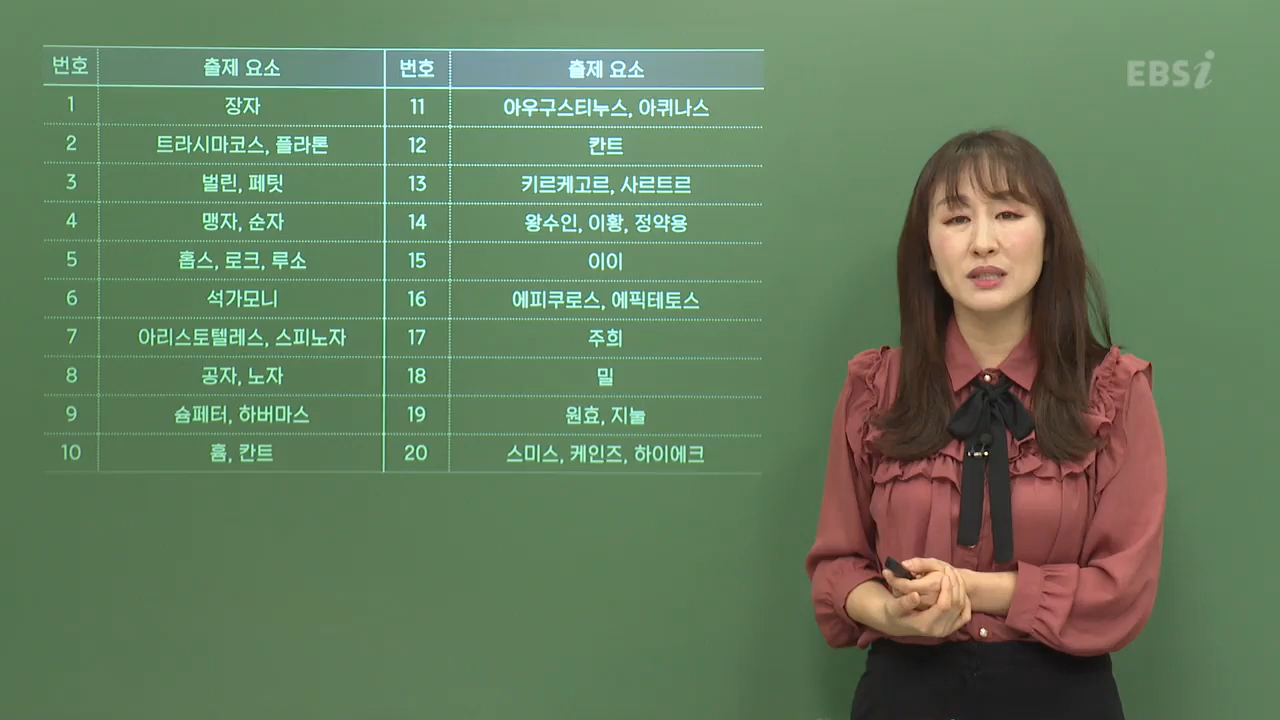 EBSi
번호 출제 요소 번호 출제 요소
1 장자 11 아우구스티누스, 아퀴나스
2 트라시마코스, 플라톤 12 칸트
3 벌린, 페팃 13 키르케고르, 사르트르
4 맹자, 순자 14 왕수인, 이황, 정약용
5 홉스, 로크, 루소 15 이이
6 석가모니 16 에피쿠로스, 에픽테토스
7 아리스토텔레스, 스피노자 17 주희
8 공자, 노자 18 밀
9 슘페터, 하버마스 19 원효, 지눌
10 흄, 칸트 20 스미스, 케인즈, 하이에크